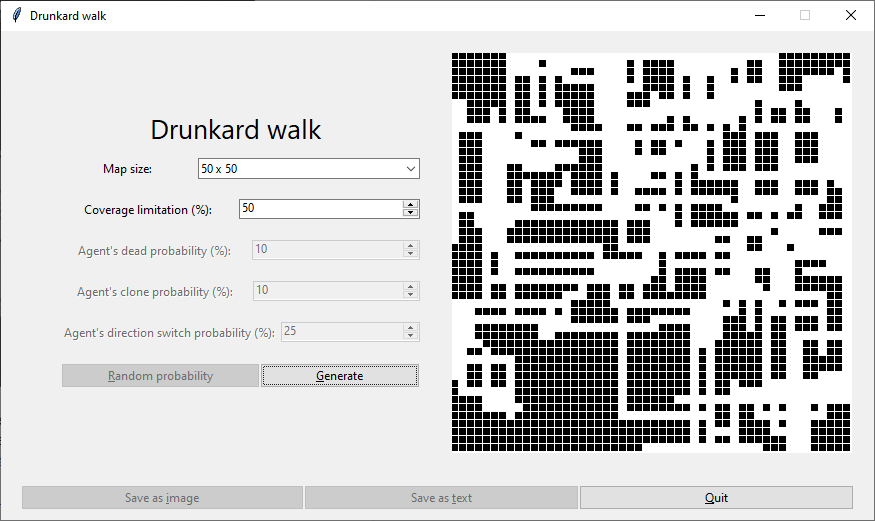 Drunkard walk
Drunkard walk
Map size: 50 x 50
Coverage limitation (%): 50
Agent's dead probability (%): 10
Agent's clone probability (%): 10
Agent's direction switch probability (%): 25
Random probability Generate
Save as image Save as text Quit